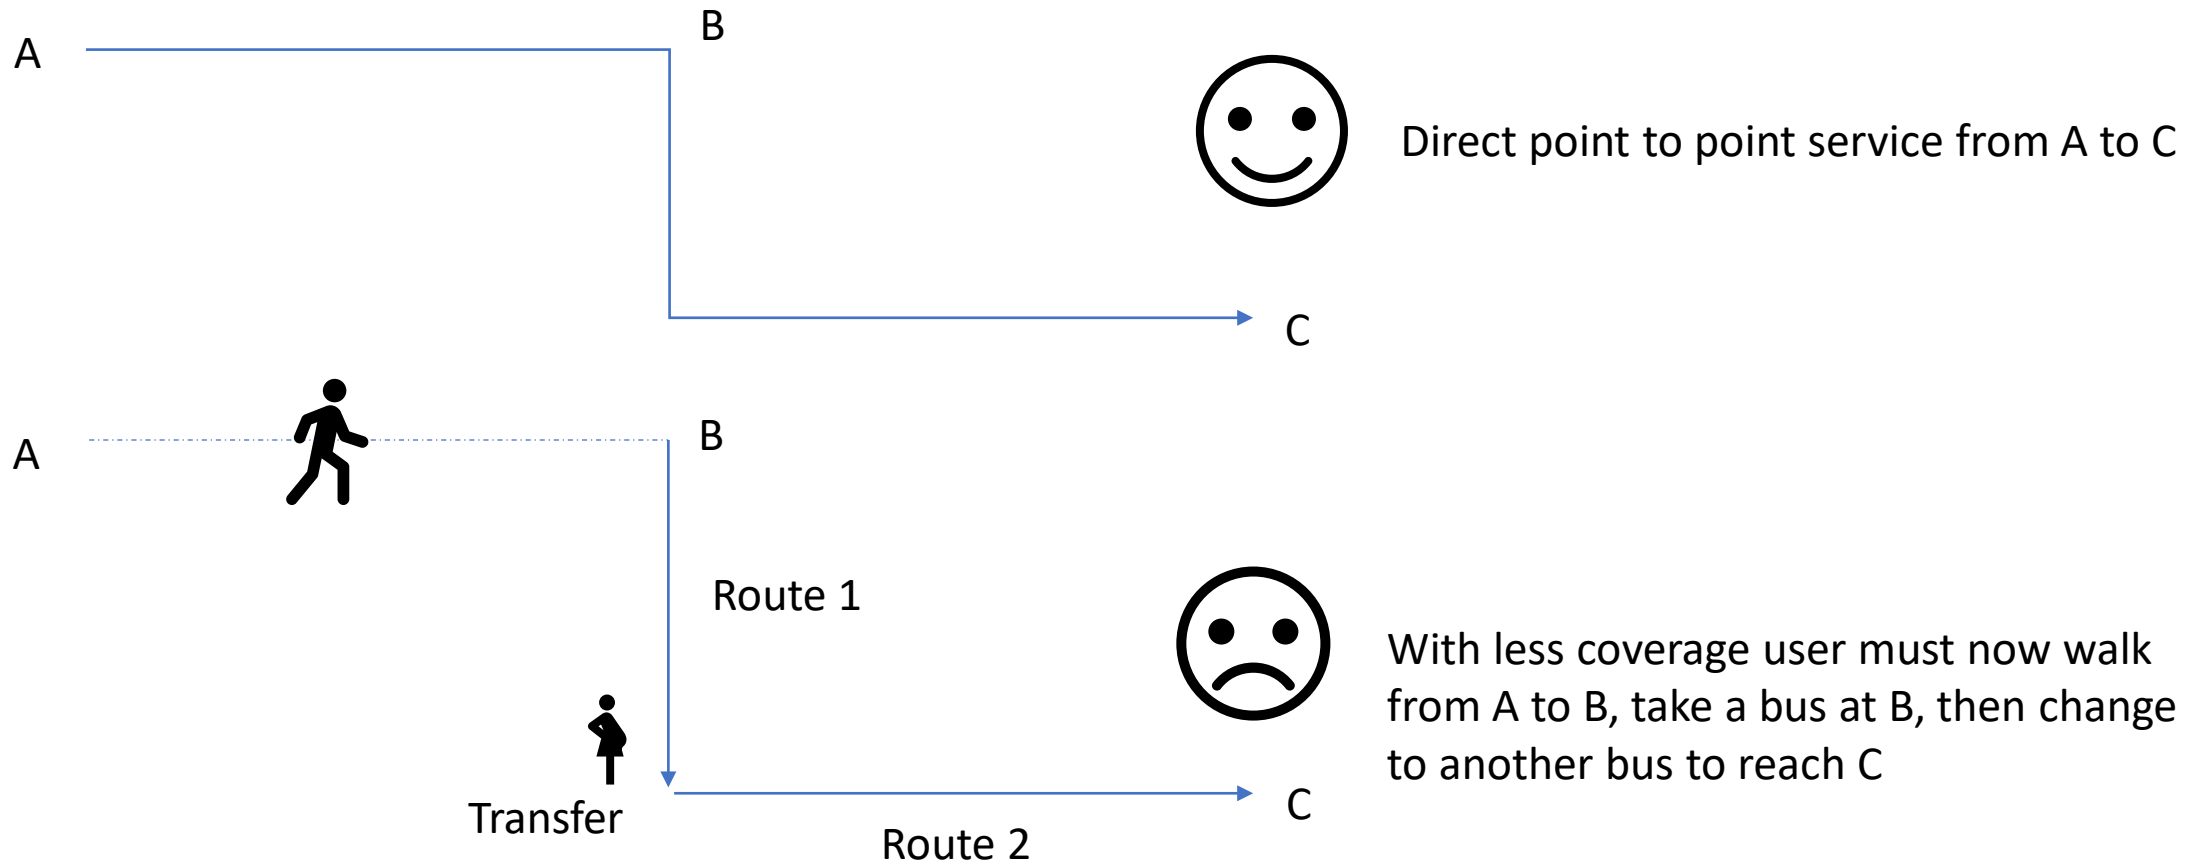 B
A
Direct point to point service from A to C
C
B
A
Route 1
With less coverage user must now walk
from A to B, take a bus at B, then change
to another bus to reach C
C
Transfer
Route 2